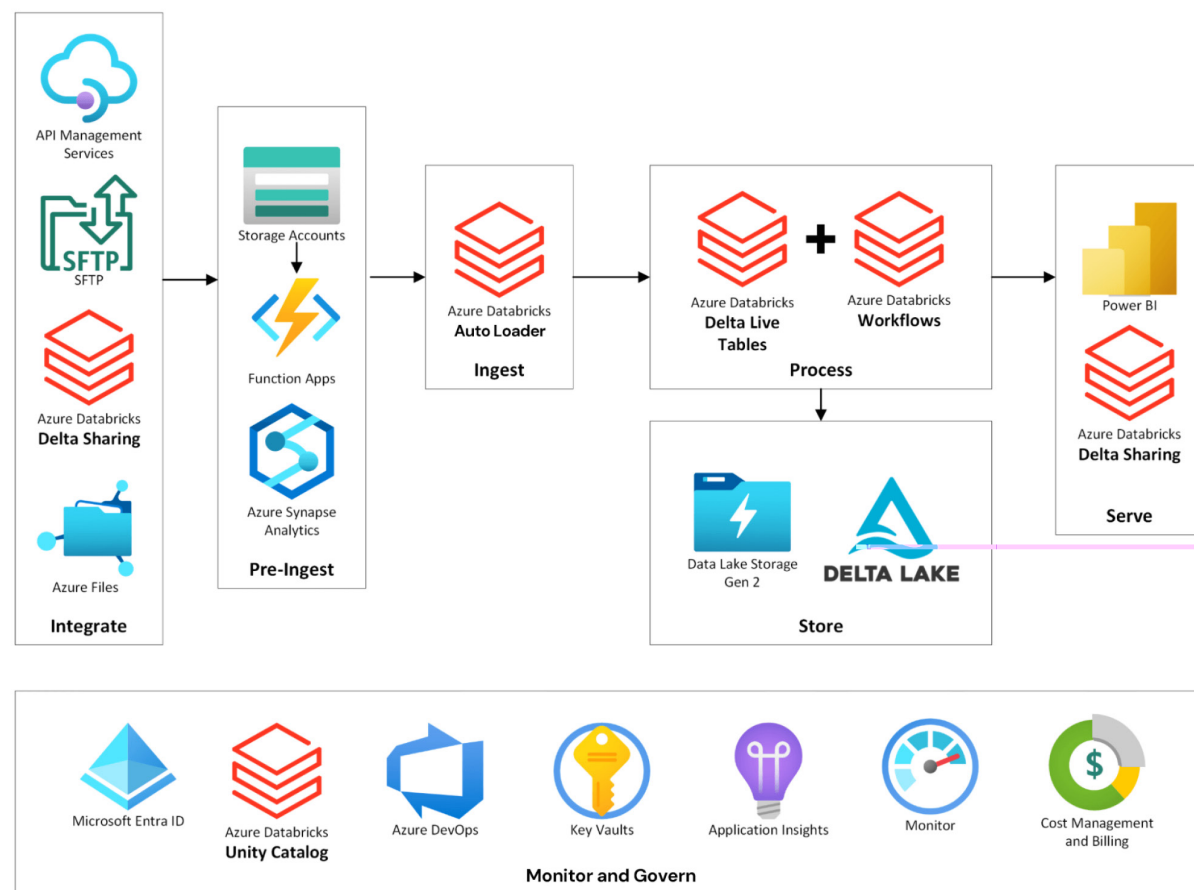 API Management
Services
SFTP
SFTP
Azure Databricks
Delta Sharing
Azure Files
Integrate
Storage Accounts
Function Apps
Azure Synapse
Analytics
Pre-Ingest
Azure Databricks
Auto Loader
Ingest
Azure Databricks
Delta Live
Tables
Azure Databricks
Workflows
Process
Data Lake Storage
Gen 2
DELTA LAKE
Store
Power BI
Azure Databricks
Delta Sharing
Serve
Microsoft Entra ID
Azure Databricks
Unity Catalog
Azure DevOps
Key Vaults
Application Insights
Monitor
$
Cost Management
and Billing
Monitor and Govern